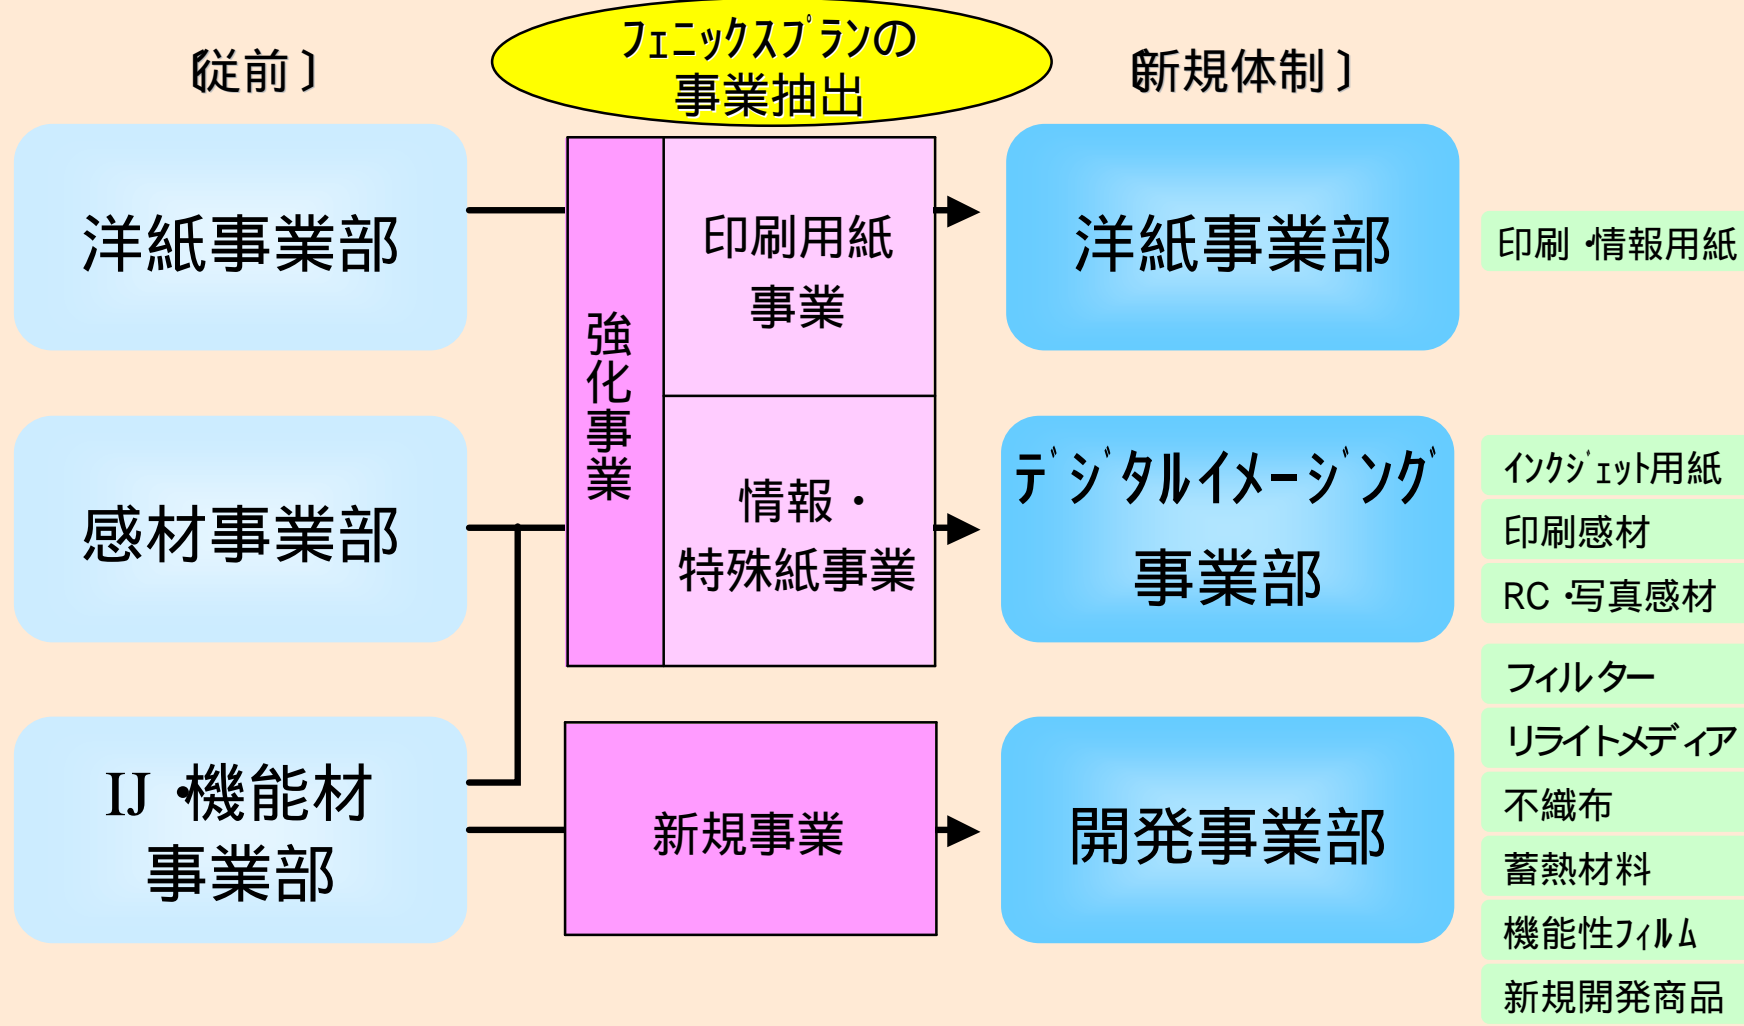 〔従前〕
ﾌｪﾆｯｸｽﾌﾟﾗﾝの
事業抽出
〔新規体制〕
洋紙事業部
感材事業部
IJ・機能材
事業部
強化事業
印刷用紙
事業
情報・
特殊紙事業
新規事業
洋紙事業部
ﾃﾞｼﾞﾀﾙｲﾒｰｼﾞﾝｸﾞ
事業部
開発事業部
印刷・情報用紙
ｲﾝｸｼﾞｪｯﾄ用紙
印刷感材
RC・写真感材
フィルター
リライトメディア
不織布
蓄熱材料
機能性ﾌｨﾙﾑ
新規開発商品